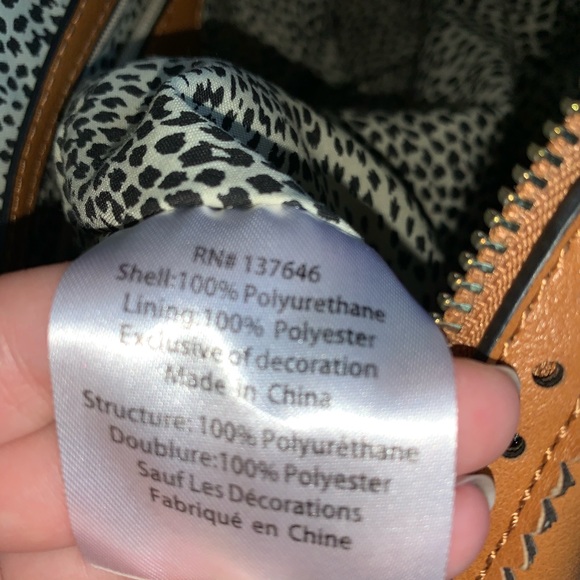 RN# 137646
Shell:100% Polyurethane
Lining:100% Polyester
Exclusive of decoration
Made in China
Structure: 100% Polyuréthane
Doublure:100% Polyester
Sauf Les Décorations
Fabriqué en Chine